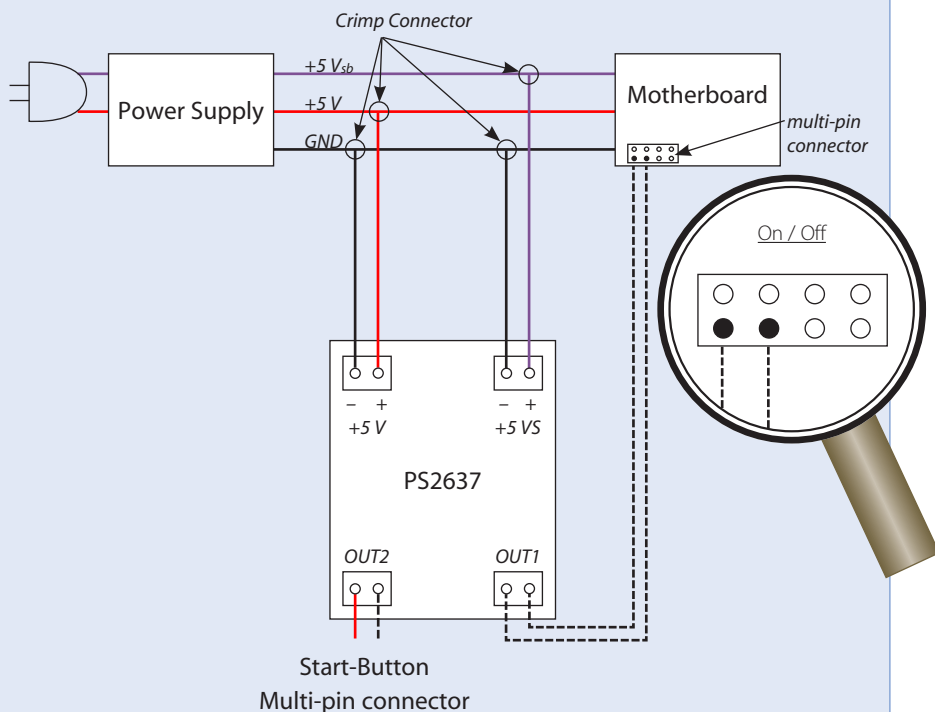 Crimp Connector
+5 Vsb
Power Supply
+5 V
GND
Motherboard
multi-pin
connector
On / Off
– +
+5 V
– +
+5 VS
PS2637
OUT2
OUT1
Start-Button
Multi-pin connector